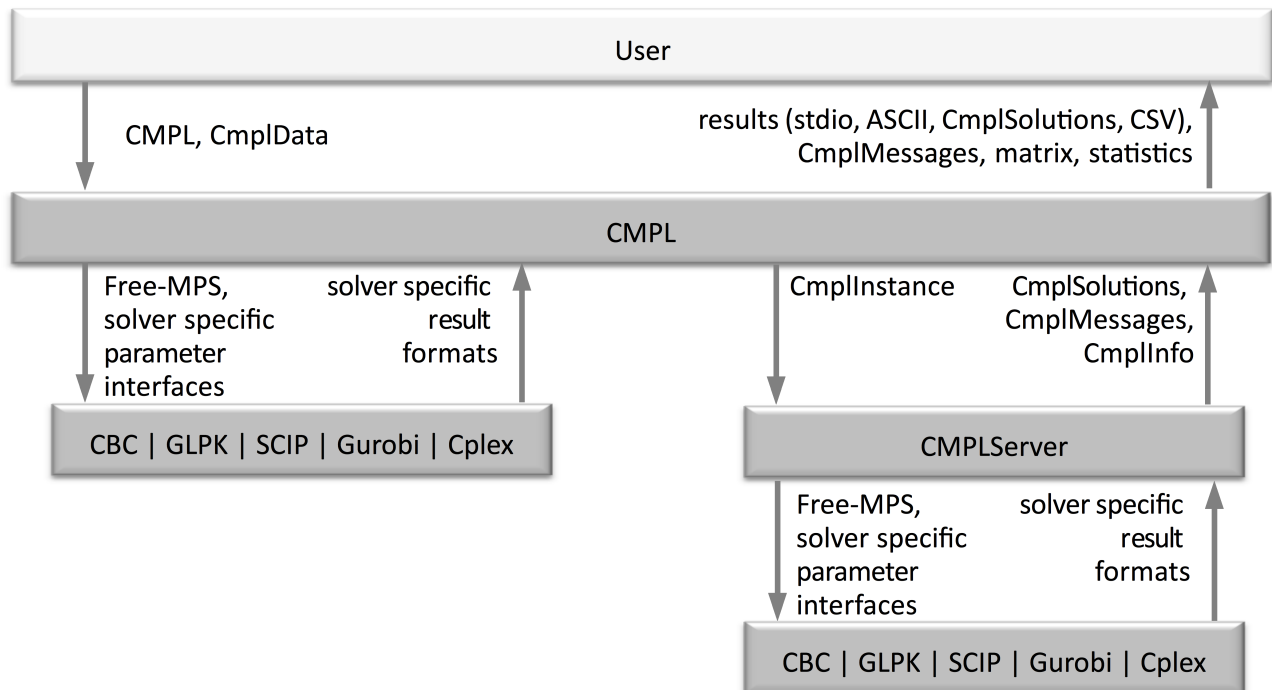 User
CMPL, CmplData
results (stdio, ASCII, CmplSolutions, CSV),
CmplMessages, matrix, statistics
CMPL
Free-MPS,
solver specific
parameter
interfaces
solver specific
result
formats
CmplInstance
CmplSolutions,
CmplMessages,
CmplInfo
CBC | GLPK | SCIP | Gurobi | Cplex
CMPLServer
Free-MPS,
solver specific
parameter
interfaces
solver specific
result
formats
CBC | GLPK | SCIP | Gurobi | Cplex